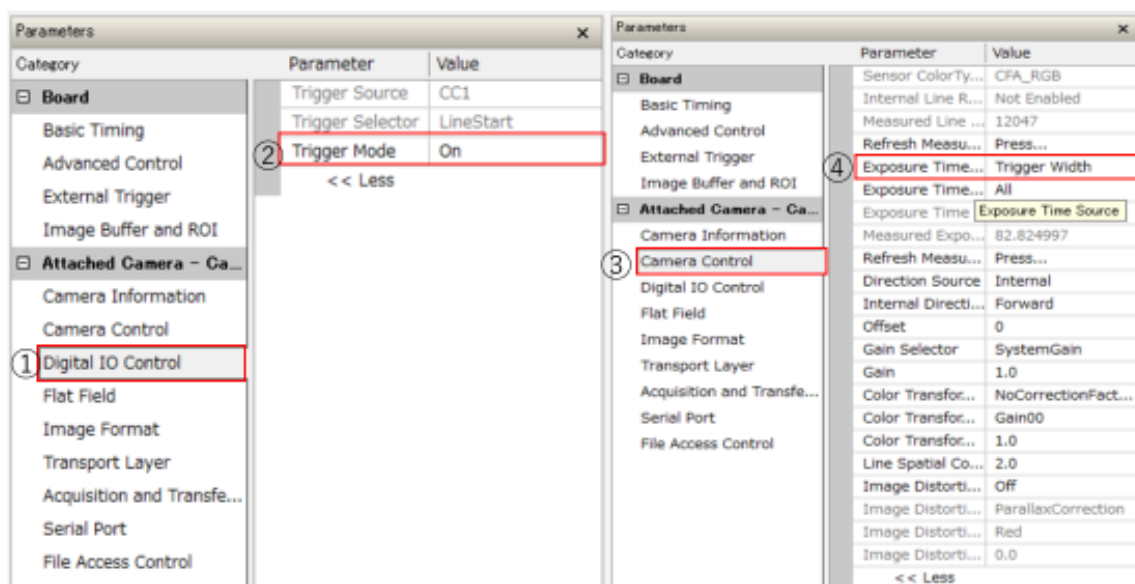 Parameters ×
Category Parameter Value
Board
Basic Timing
Advanced Control
External Trigger
Image Buffer and ROI
Attached Camera - Ca...
Camera Information
Camera Control
① Digital IO Control
Flat Field
Image Format
Transport Layer
Acquisition and Transfe...
Serial Port
File Access Control
Trigger Source CC1
Trigger Selector LineStart
② Trigger Mode On
<< Less
Parameters ×
Category Parameter Value
Board
Basic Timing
Advanced Control
External Trigger
Image Buffer and ROI
Attached Camera - Ca...
Camera Information
③ Camera Control
Digital IO Control
Flat Field
Image Format
Transport Layer
Acquisition and Transfe...
Serial Port
File Access Control
Sensor ColorTy... CFA_RGB
Internal Line R... Not Enabled
Measured Line ... 12047
Refresh Measu... Press...
④ Exposure Time... Trigger Width
Exposure Time... All
Exposure Time
Exposure Time Source
Measured Expo... 82.824997
Refresh Measu... Press...
Direction Source Internal
Internal Directi... Forward
Offset 0
Gain Selector SystemGain
Gain 1.0
Color Transfor... NoCorrectionFact...
Color Transfor... Gain00
Color Transfor... 1.0
Line Spatial Co... 2.0
Image Distorti... Off
Image Distorti... ParallaxCorrection
Image Distorti... Red
Image Distorti... 0.0
<< Less